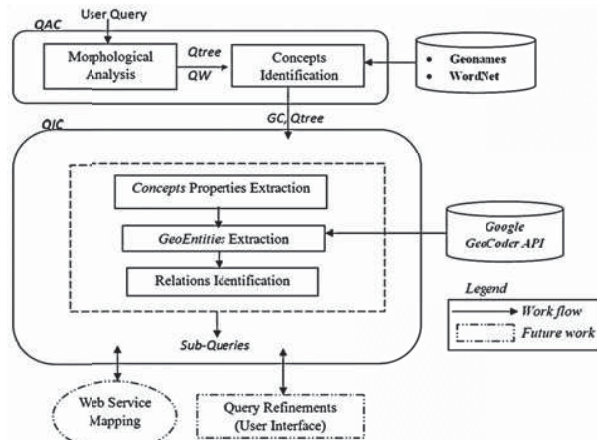 User Query
QAC
Morphological
Analysis
Qtree
QW
Concepts
Identification
• Geonames
• WordNet
GC, Qtree
QIC
Concepts Properties Extraction
GeoEntities Extraction
Relations Identification
Google
GeoCoder API
Legend
Work flow
Future work
Sub-Queries
Web Service
Mapping
Query Refinements
(User Interface)